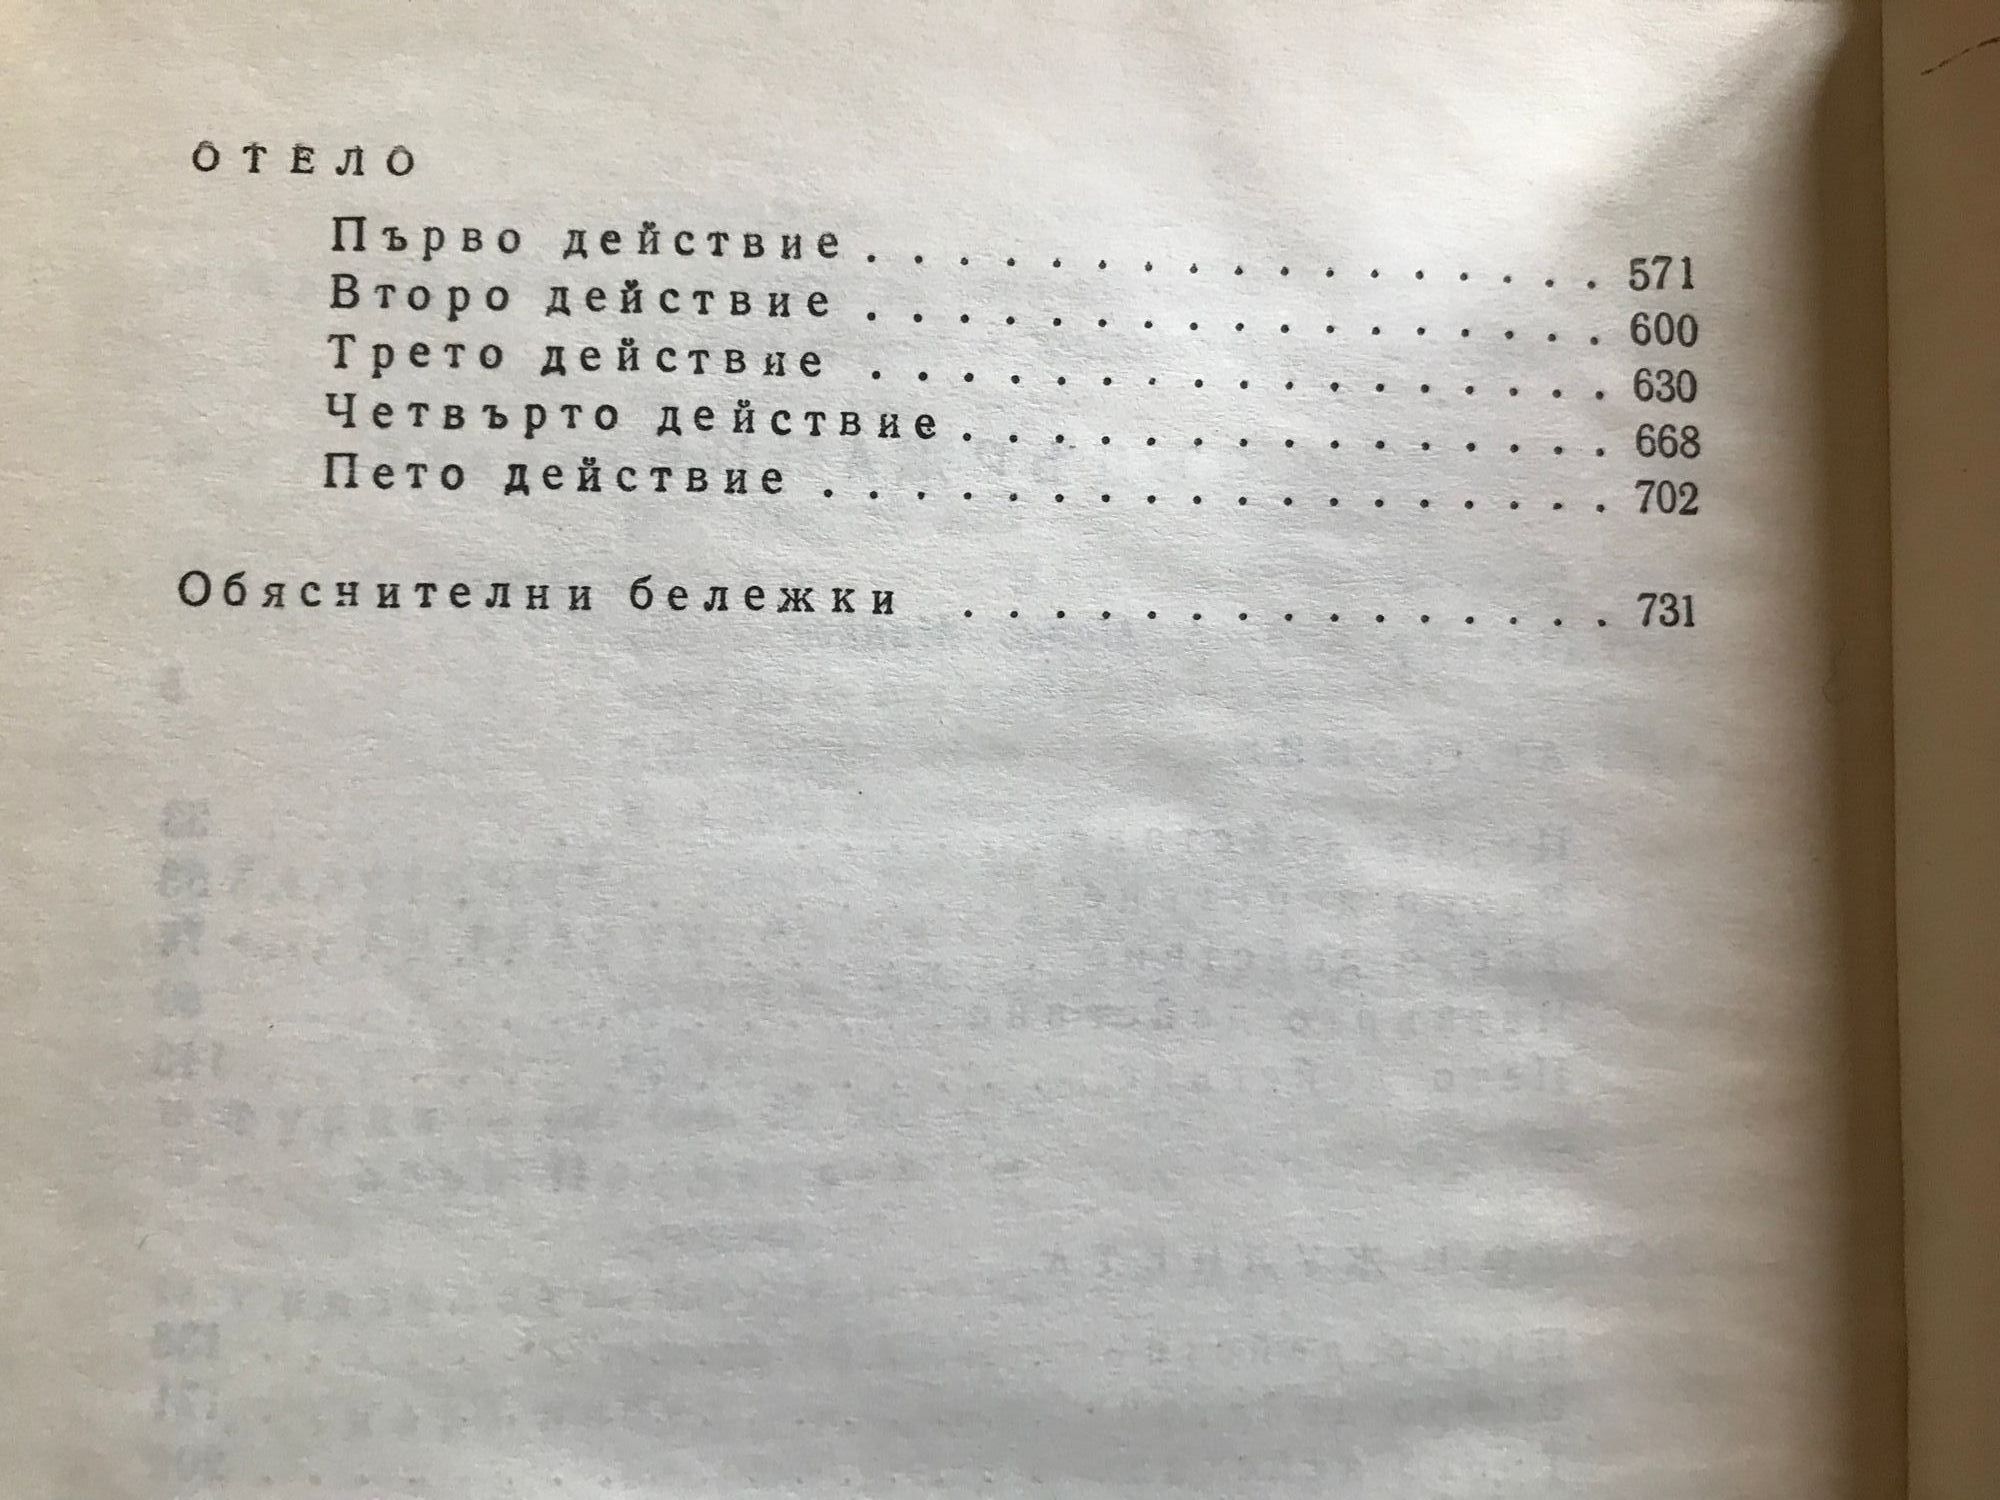 ОТЕЛО
Първо действие . . . . . . . . . . . . . . . . . 571
Второ действие . . . . . . . . . . . . . . . . . 600
Трето действие . . . . . . . . . . . . . . . . . 630
Четвърто действие . . . . . . . . . . . . . . . 668
Пето действие . . . . . . . . . . . . . . . . . . 702
Обяснителни бележки . . . . . . . . . . . . . . . 731